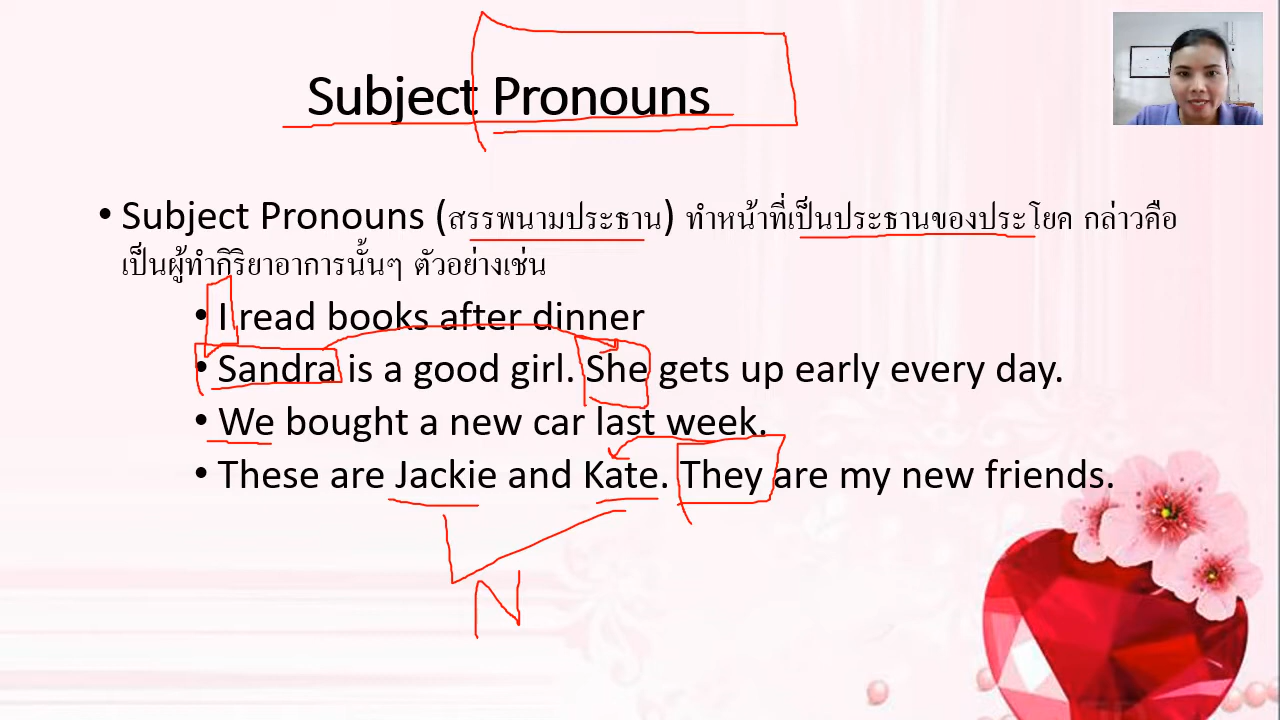 Subject Pronouns
• Subject Pronouns (สรรพนามประธาน) ทำหน้าที่เป็นประธานของประโยค กล่าวคือ
เป็นผู้ทำกิริยาอาการนั้นๆ ตัวอย่างเช่น
• I read books after dinner
• Sandra is a good girl. She gets up early every day.
• We bought a new car last week.
• These are Jackie and Kate. They are my new friends.
N